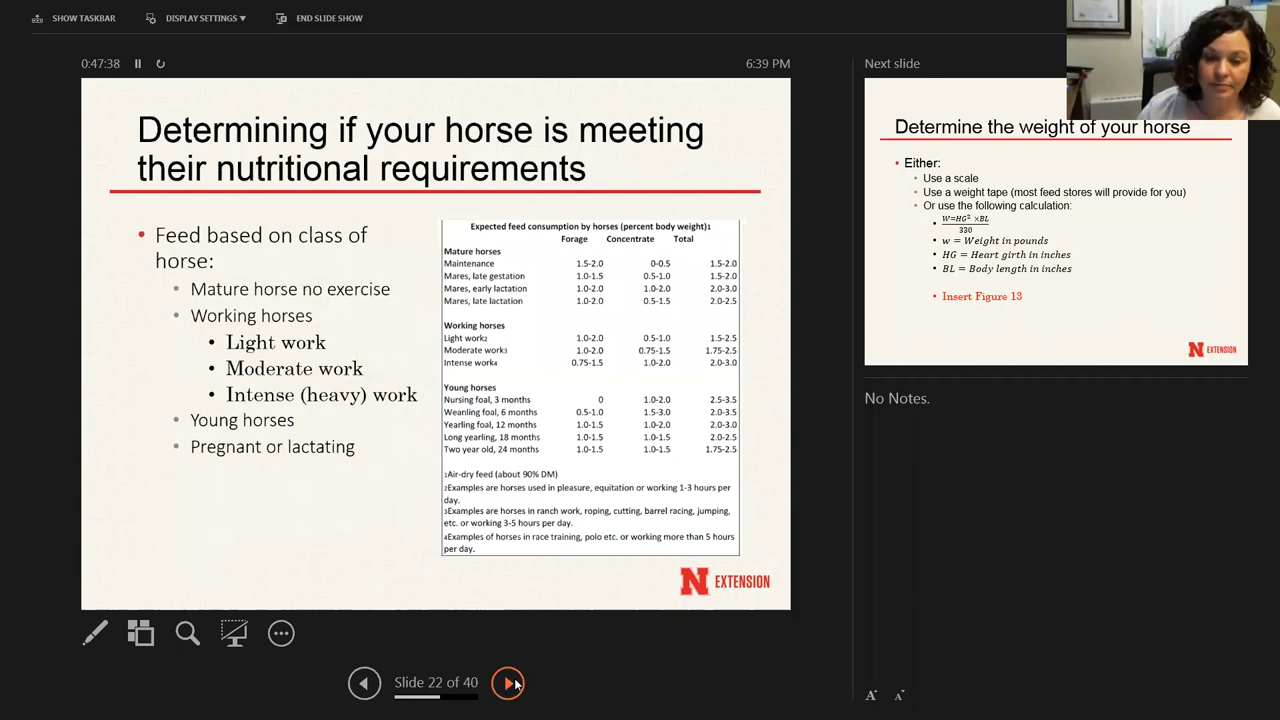 SHOW TASKBAR
DISPLAY SETTINGS ▼
END SLIDE SHOW
0:47:38
6:39 PM
Determining if your horse is meeting
their nutritional requirements
• Feed based on class of
horse:
• Mature horse no exercise
• Working horses
• Light work
• Moderate work
• Intense (heavy) work
• Young horses
• Pregnant or lactating
Expected feed consumption by horses (percent body weight)1
Forage Concentrate Total
Mature horses
Maintenance 1.5-2.0 0-0.5 1.5-2.0
Mares, late gestation 1.0-1.5 0.5-1.0 1.5-2.0
Mares, early lactation 1.0-2.0 1.0-2.0 2.0-3.0
Mares, late lactation 1.0-2.0 0.5-1.5 2.0-2.5
Working horses
Light work2 1.0-2.0 0.5-1.0 1.5-2.5
Moderate work3 1.0-2.0 0.75-1.5 1.75-2.5
Intense work4 0.75-1.5 1.0-2.0 2.0-3.0
Young horses
Nursing foal, 3 months 0 1.0-2.0 2.5-3.5
Weanling foal, 6 months 0.5-1.0 1.5-3.0 2.0-3.5
Yearling foal, 12 months 1.0-1.5 1.0-2.0 2.0-3.0
Long yearling, 18 months 1.0-1.5 1.0-1.5 2.0-2.5
Two year old, 24 months 1.0-1.5 1.0-1.5 1.75-2.5
1Air-dry feed (about 90% DM)
2Examples are horses used in pleasure, equitation or working 1-3 hours per
day.
3Examples are horses in ranch work, roping, cutting, barrel racing, jumping,
etc. or working 3-5 hours per day.
4Examples of horses in race training, polo etc. or working more than 5 hours
per day.
N EXTENSION
Slide 22 of 40
Next slide
Determine the weight of your horse
• Either:
• Use a scale
• Use a weight tape (most feed stores will provide for you)
• Or use the following calculation:
• W=HG² ×BL
330
• w = Weight in pounds
• HG = Heart girth in inches
• BL = Body length in inches
• Insert Figure 13
N EXTENSION
No Notes.
A A